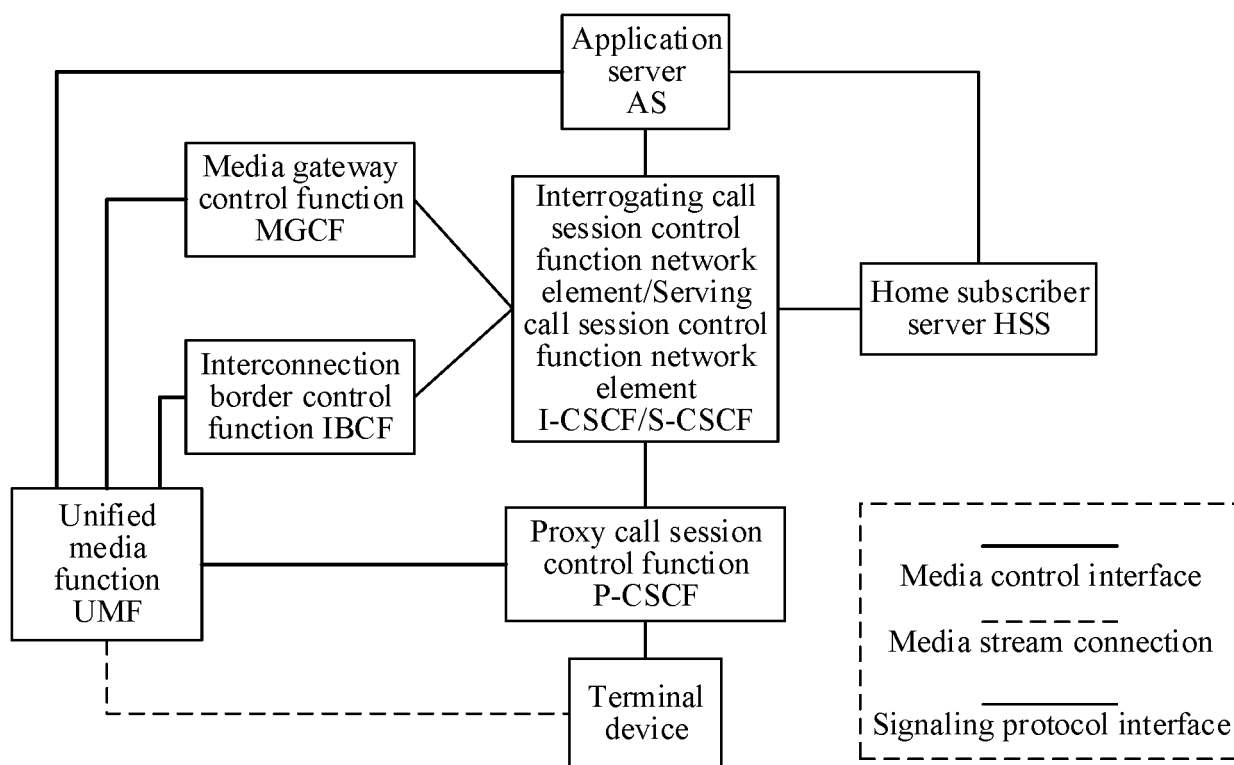 Application
server
AS
Media gateway
control function
MGCF
Interrogating call
session control
function network
element/Serving
call session control
function network
element
I-CSCF/S-CSCF
Home subscriber
server HSS
Interconnection
border control
function IBCF
Unified
media
function
UMF
Proxy call session
control function
P-CSCF
Terminal
device
Media control interface
Media stream connection
Signaling protocol interface